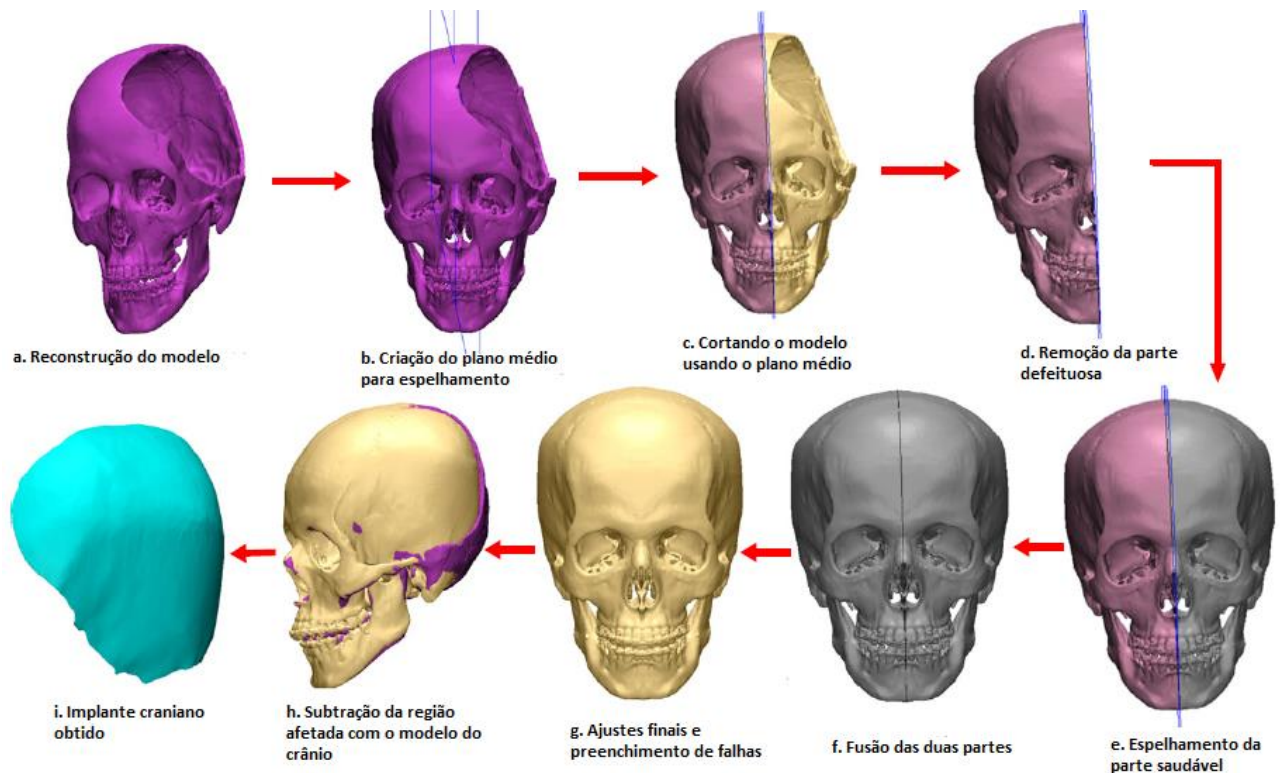 a. Reconstrução do modelo
b. Criação do plano médio
para espelhamento
c. Cortando o modelo
usando o plano médio
d. Remoção da parte
defeituosa
e. Espelhamento da
parte saudável
f. Fusão das duas partes
g. Ajustes finais e
preenchimento de falhas
h. Subtração da região
afetada com o modelo do
crânio
i. Implante craniano
obtido